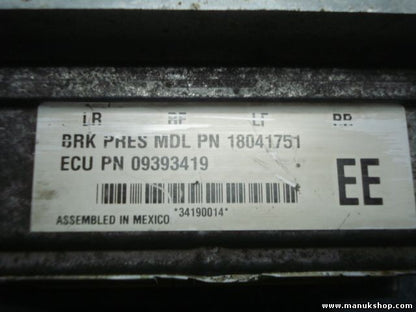 LR RF LF RR
BRK PRES MDL PN 18041751
ECU PN 09393419
EE
*34190014*
ASSEMBLED IN MEXICO
www.manukshop.com